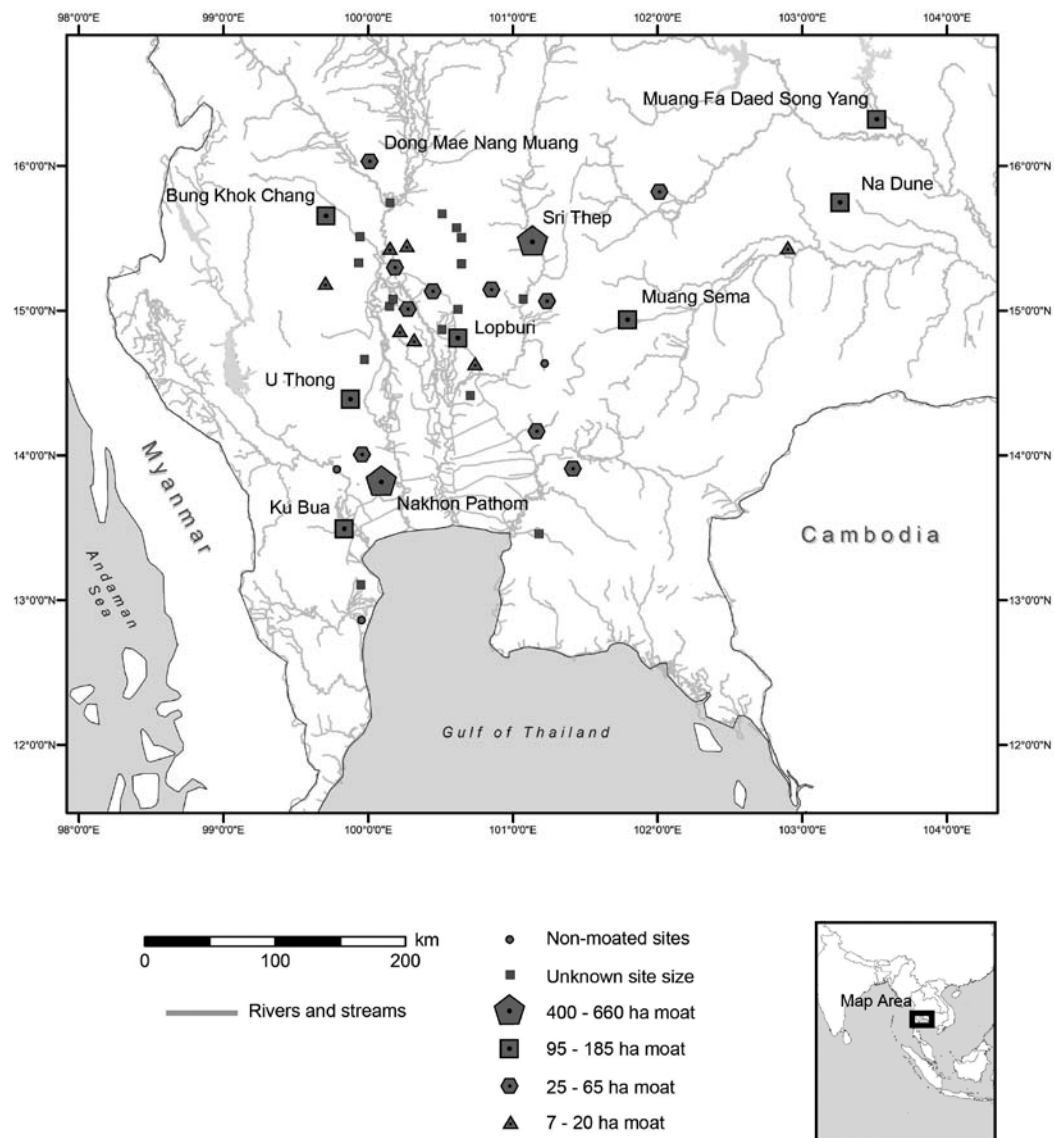 98°0'0"E 99°0'0"E 100°0'0"E 101°0'0"E 102°0'0"E 103°0'0"E 104°0'0"E
Muang Fa Daed Song Yang
Dong Mae Nang Muang
16°0'0"N 16°0'0"N
Bung Khok Chang
Na Dune
Sri Thep
15°0'0"N 15°0'0"N
Muang Sema
Lopburi
U Thong
14°0'0"N 14°0'0"N
Myanmar
Ku Bua
Nakhon Pathom
Cambodia
Andaman
Sea
13°0'0"N 13°0'0"N
Gulf of Thailand
12°0'0"N 12°0'0"N
98°0'0"E 99°0'0"E 100°0'0"E 101°0'0"E 102°0'0"E 103°0'0"E 104°0'0"E
km
0 100 200
Rivers and streams
Non-moated sites
Unknown site size
400 - 660 ha moat
95 - 185 ha moat
25 - 65 ha moat
7 - 20 ha moat
Map Area